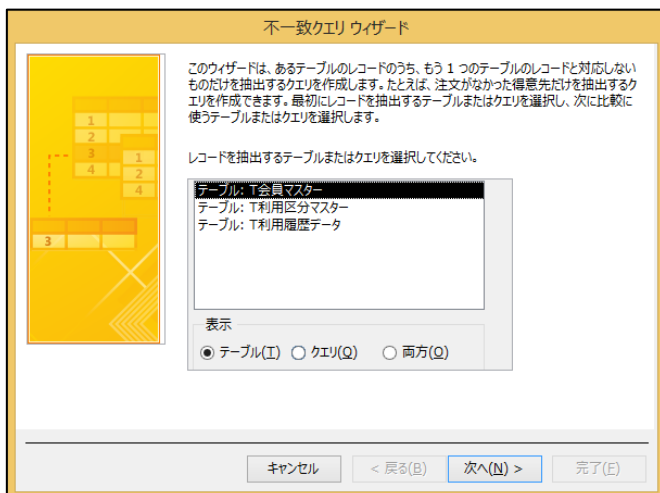 不一致クエリ ウィザード
このウィザードは、あるテーブルのレコードのうち、もう 1 つのテーブルのレコードと対応しない
ものだけを抽出するクエリを作成します。たとえば、注文がなかった得意先だけを抽出するク
エリを作成できます。最初にレコードを抽出するテーブルまたはクエリを選択し、次に比較に
使うテーブルまたはクエリを選択します。
レコードを抽出するテーブルまたはクエリを選択してください。
テーブル: T会員マスター
テーブル: T利用区分マスター
テーブル: T利用履歴データ
表示
テーブル(T) クエリ(Q) 両方(O)
1
2
3 1
4 2
4
3
キャンセル < 戻る(B) 次へ(N) > 完了(F)